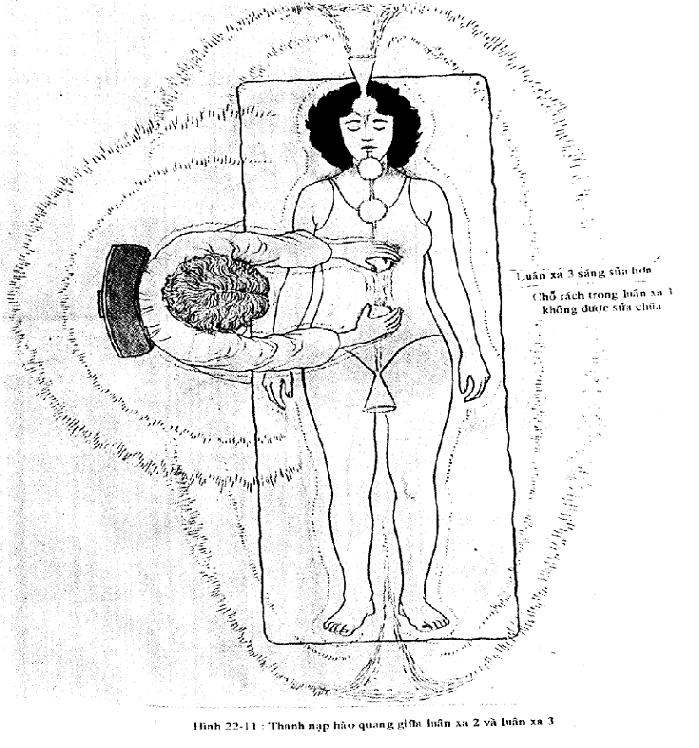 Luân xa 3 sáng sủa hơn
Chỗ rách trong luân xa 3
không được sửa chữa
Hình 22-11 : Thanh nạp hào quang giữa luân xa 2 và luân xa 3